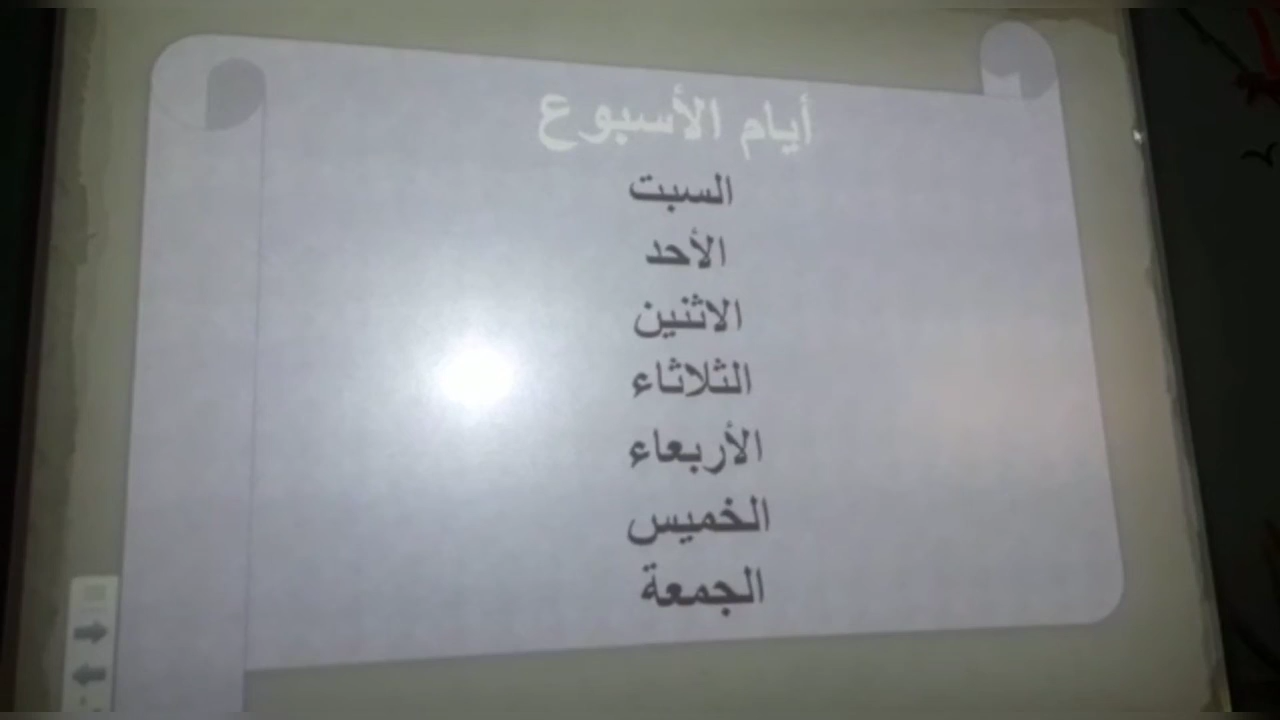 أيام الأسبوع
السبت
الأحد
الاثنين
الثلاثاء
الأربعاء
الخميس
الجمعة